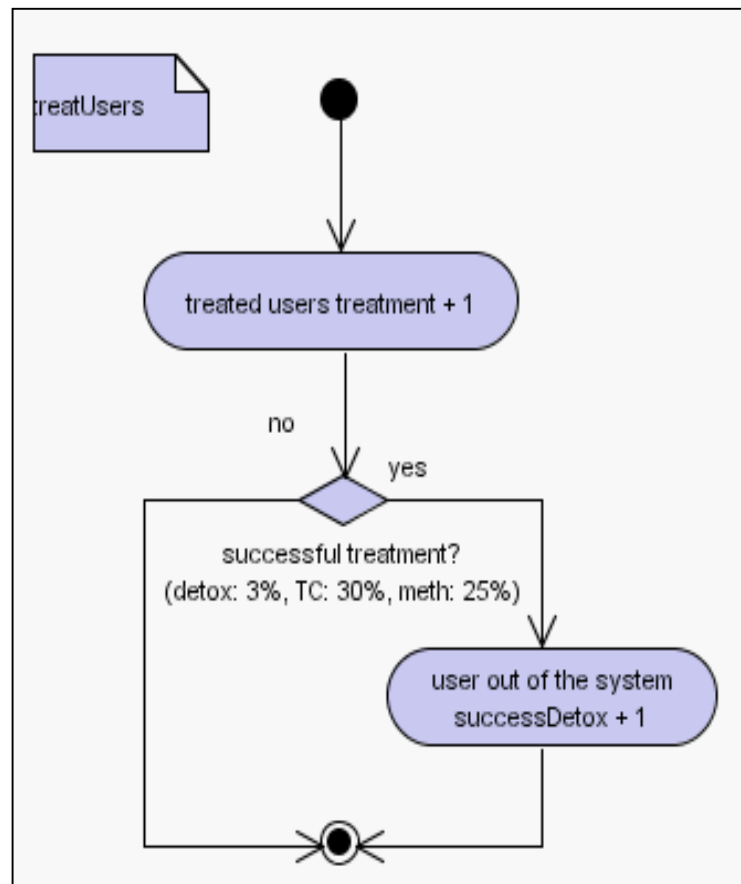 treatUsers
treated users treatment + 1
no
yes
successful treatment?
(detox: 3%, TC: 30%, meth: 25%)
user out of the system
successDetox + 1